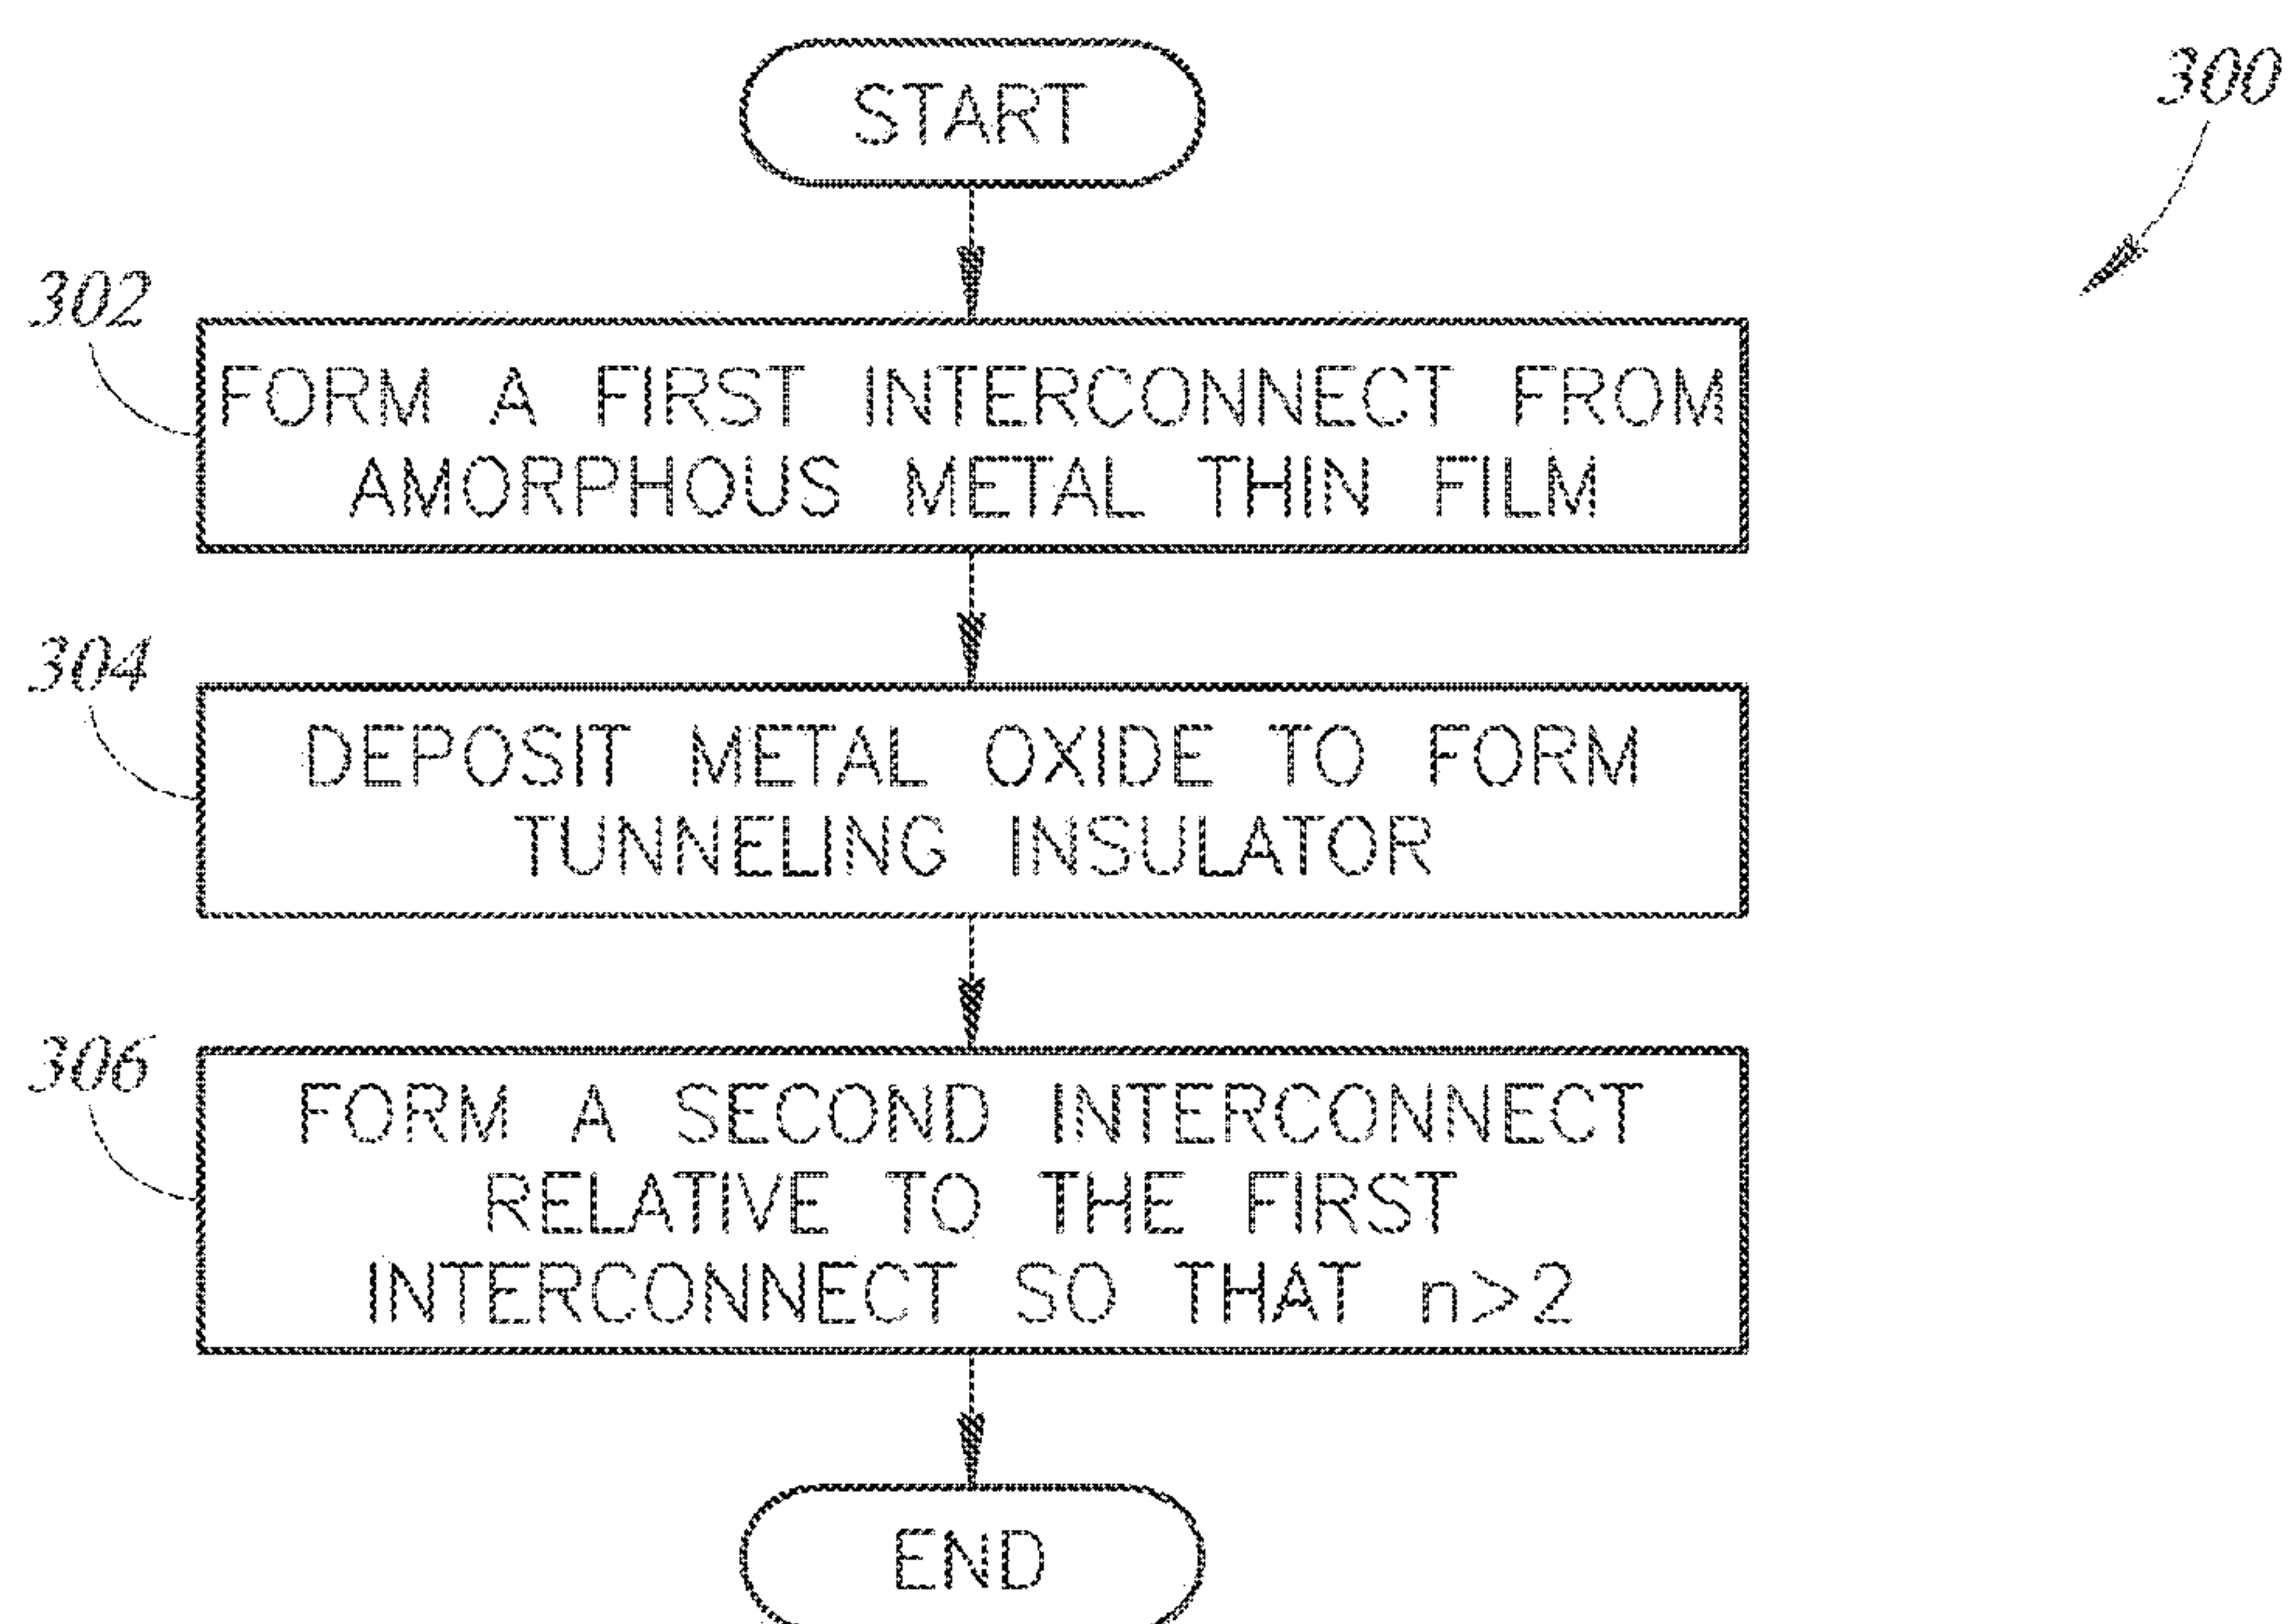 START
300
302
FORM A FIRST INTERCONNECT FROM
AMORPHOUS METAL THIN FILM
304
DEPOSIT METAL OXIDE TO FORM
TUNNELING INSULATOR
306
FORM A SECOND INTERCONNECT
RELATIVE TO THE FIRST
INTERCONNECT SO THAT n>2
END